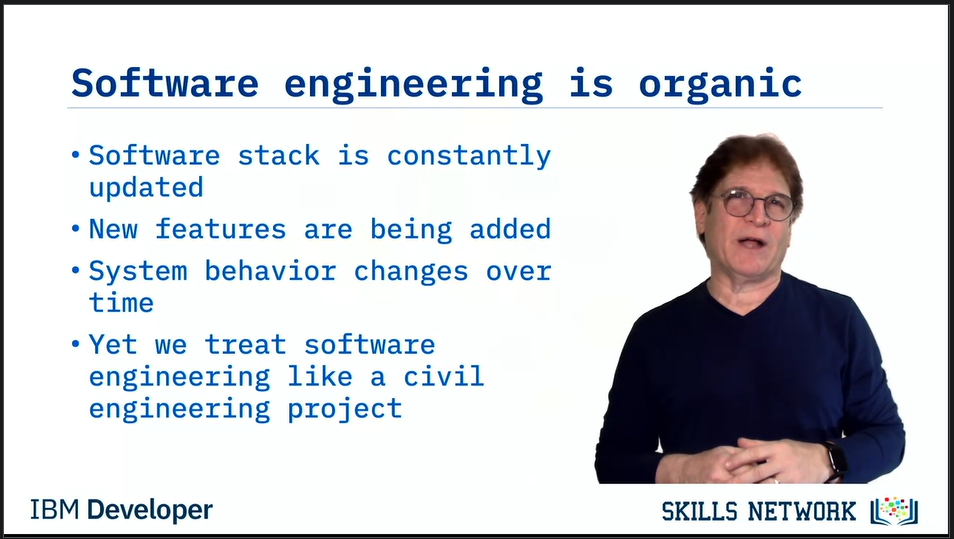 Software engineering is organic
• Software stack is constantly
updated
• New features are being added
• System behavior changes over
time
• Yet we treat software
engineering like a civil
engineering project
IBM Developer
SKILLS NETWORK